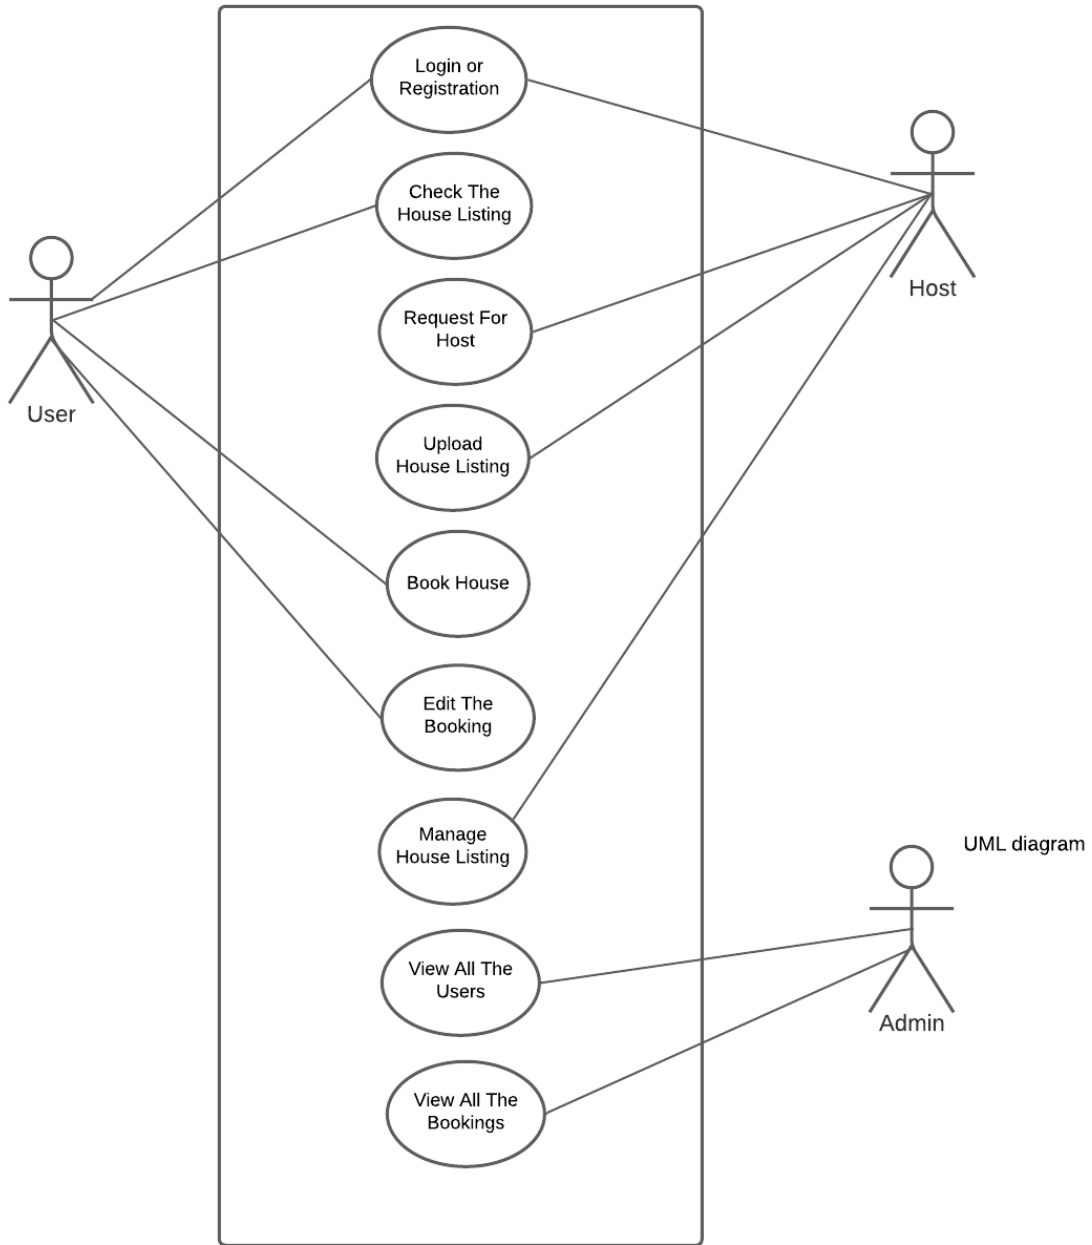 Login or
Registration
Check The
House Listing
Request For
Host
Host
User
Upload
House Listing
Book House
Edit The
Booking
Manage
House Listing
UML diagram
View All The
Users
Admin
View All The
Bookings